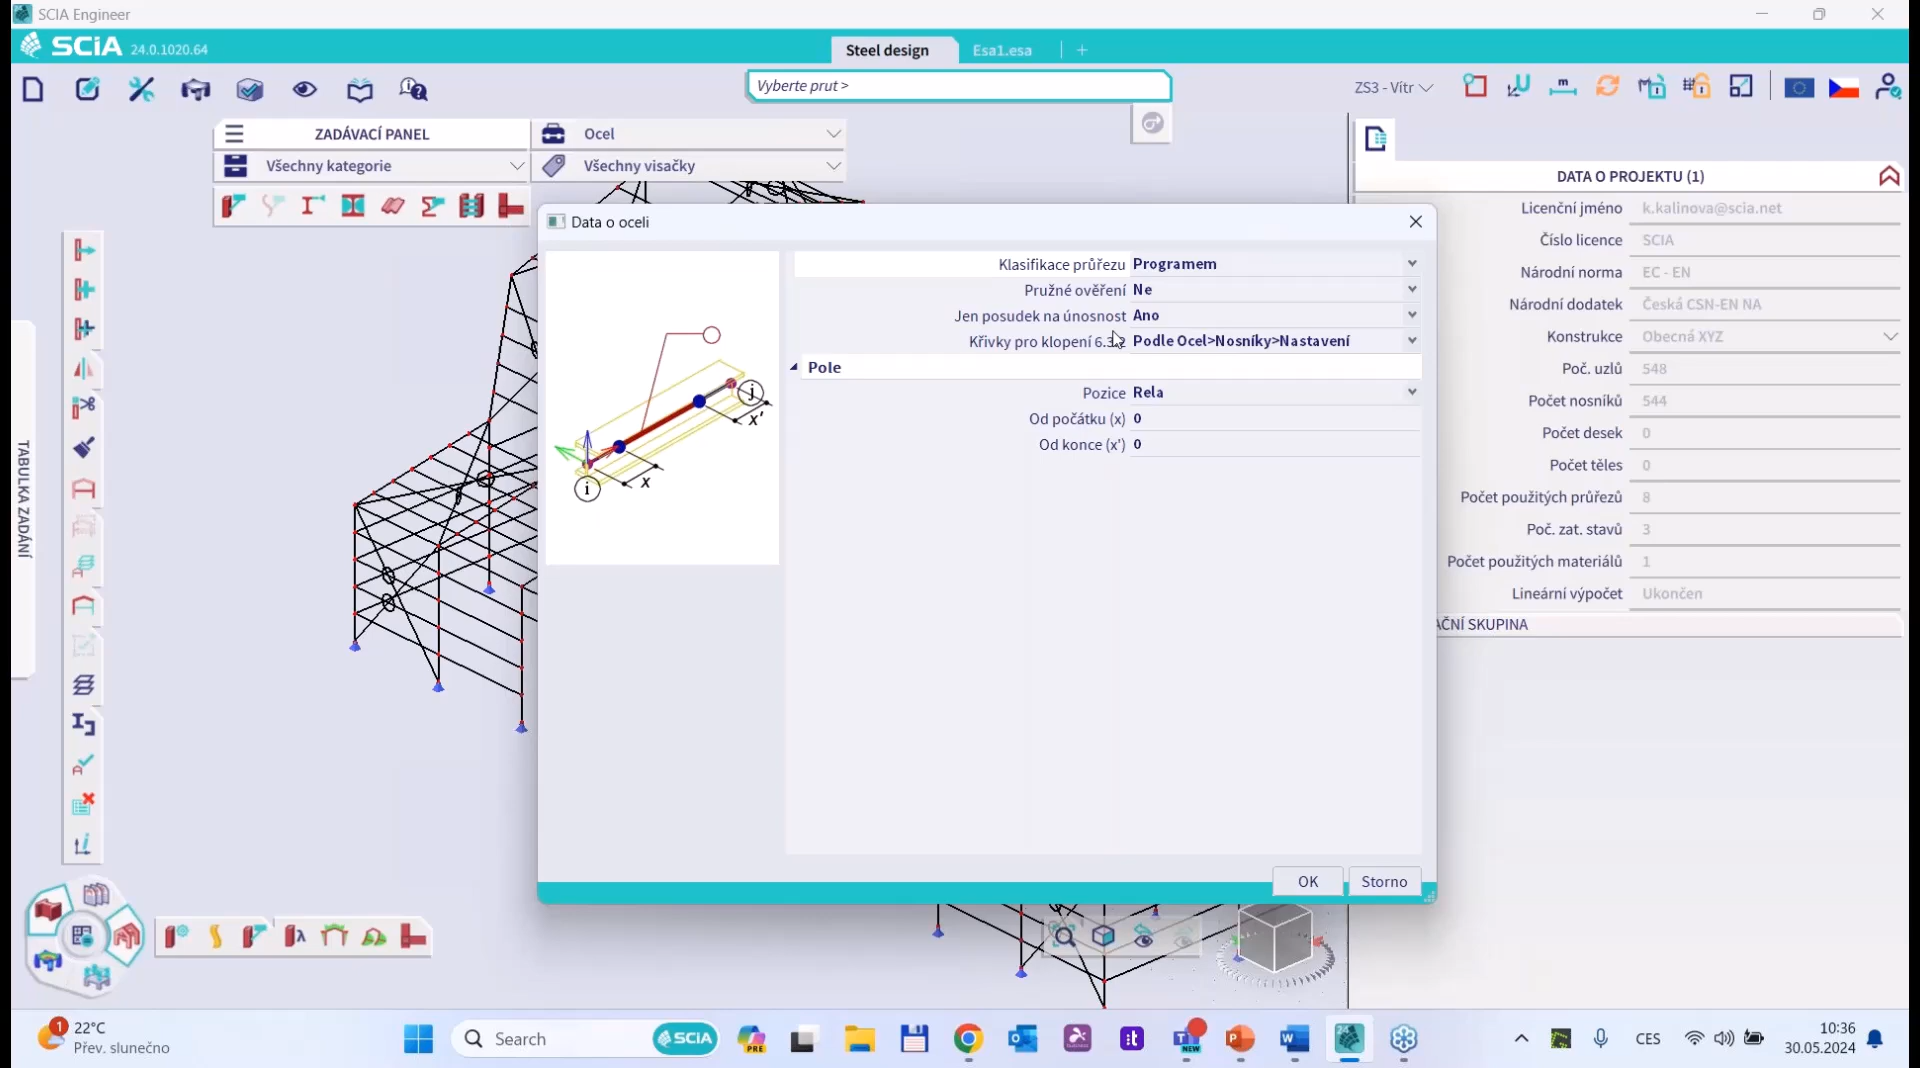 SCIA Engineer
SCIA 24.0.1020.64
Steel design
Esa1.esa
Vyberte prut >
ZS3 - Vítr
ZADÁVACÍ PANEL
Ocel
Všechny kategorie
Všechny visačky
DATA O PROJEKTU (1)
Licenční jméno k.kalinova@scia.net
Číslo licence SCIA
Národní norma EC - EN
Národní dodatek Česká CSN-EN NA
Konstrukce Obecná XYZ
Poč. uzlů 548
Počet nosníků 544
Počet desek 0
Počet těles 0
Počet použitých průřezů 8
Poč. zat. stavů 3
Počet použitých materiálů 1
Lineární výpočet Ukončen
AČNÍ SKUPINA
TABULKA ZADÁNÍ
Data o oceli
Klasifikace průřezu Programem
Pružné ověření Ne
Jen posudek na únosnost Ano
Křivky pro klopení Podle Ocel>Nosníky>Nastavení
Pole
Pozice Rela
Od počátku (x) 0
Od konce (x') 0
j
x'
x
i
OK
Storno
1
22°C
Přev. slunečno
Search
SCIA
PRE
NEW
24
CES
10:36
30.05.2024